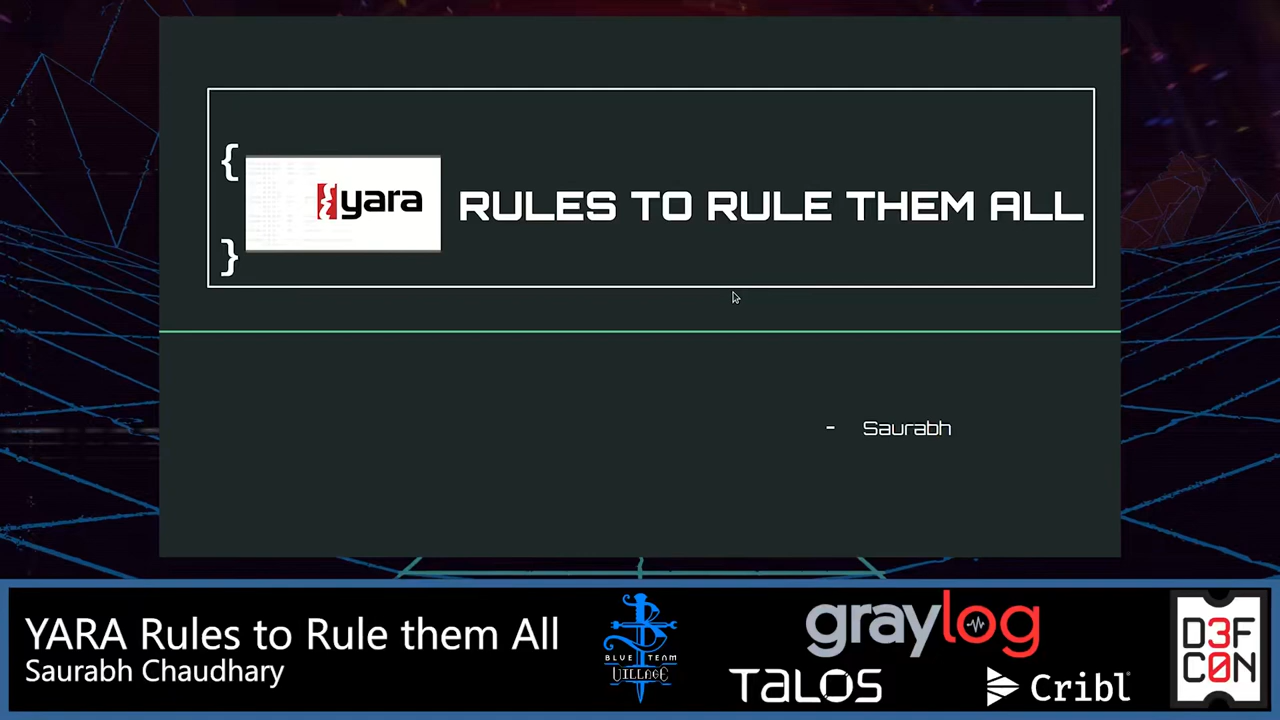 {
yara RULES TO RULE THEM ALL
}
- Saurabh
YARA Rules to Rule them All
Saurabh Chaudhary
BLUE TEAM
VILLAGE
graylog
TALOS
Cribl
D3F
C0N